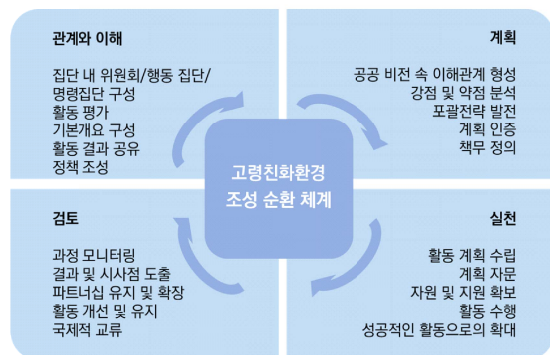 관계와 이해
집단 내 위원회/행동 집단/
명령집단 구성
활동 평가
기본개요 구성
활동 결과 공유
정책 조성
계획
공공 비전 속 이해관계 형성
강점 및 약점 분석
포괄전략 발전
계획 인증
책무 정의
고령친화환경
조성 순환 체계
검토
과정 모니터링
결과 및 시사점 도출
파트너십 유지 및 확장
활동 개선 및 유지
국제적 교류
실천
활동 계획 수립
계획 자문
자원 및 지원 확보
활동 수행
성공적인 활동으로의 확대